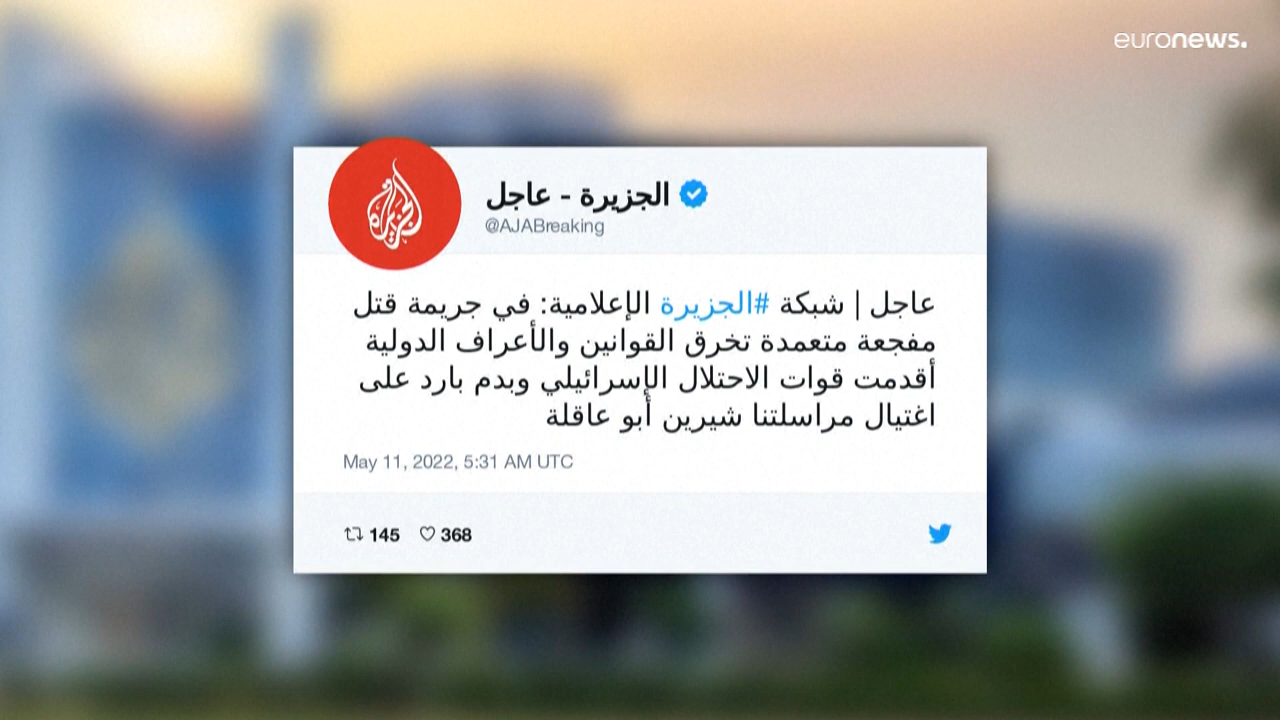 euronews.
الجزيرة - عاجل
@AJABreaking
عاجل | شبكة #الجزيرة الإعلامية: في جريمة قتل
مفجعة متعمدة تخرق القوانين والأعراف الدولية
أقدمت قوات الاحتلال الإسرائيلي وبدم بارد على
اغتيال مراسلتنا شيرين أبو عاقلة
May 11, 2022, 5:31 AM UTC
145 368